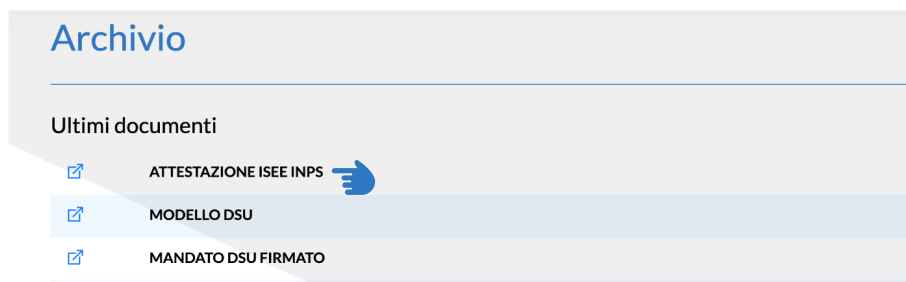 Archivio
Ultimi documenti
ATTESTAZIONE ISEE INPS
MODELLO DSU
MANDATO DSU FIRMATO